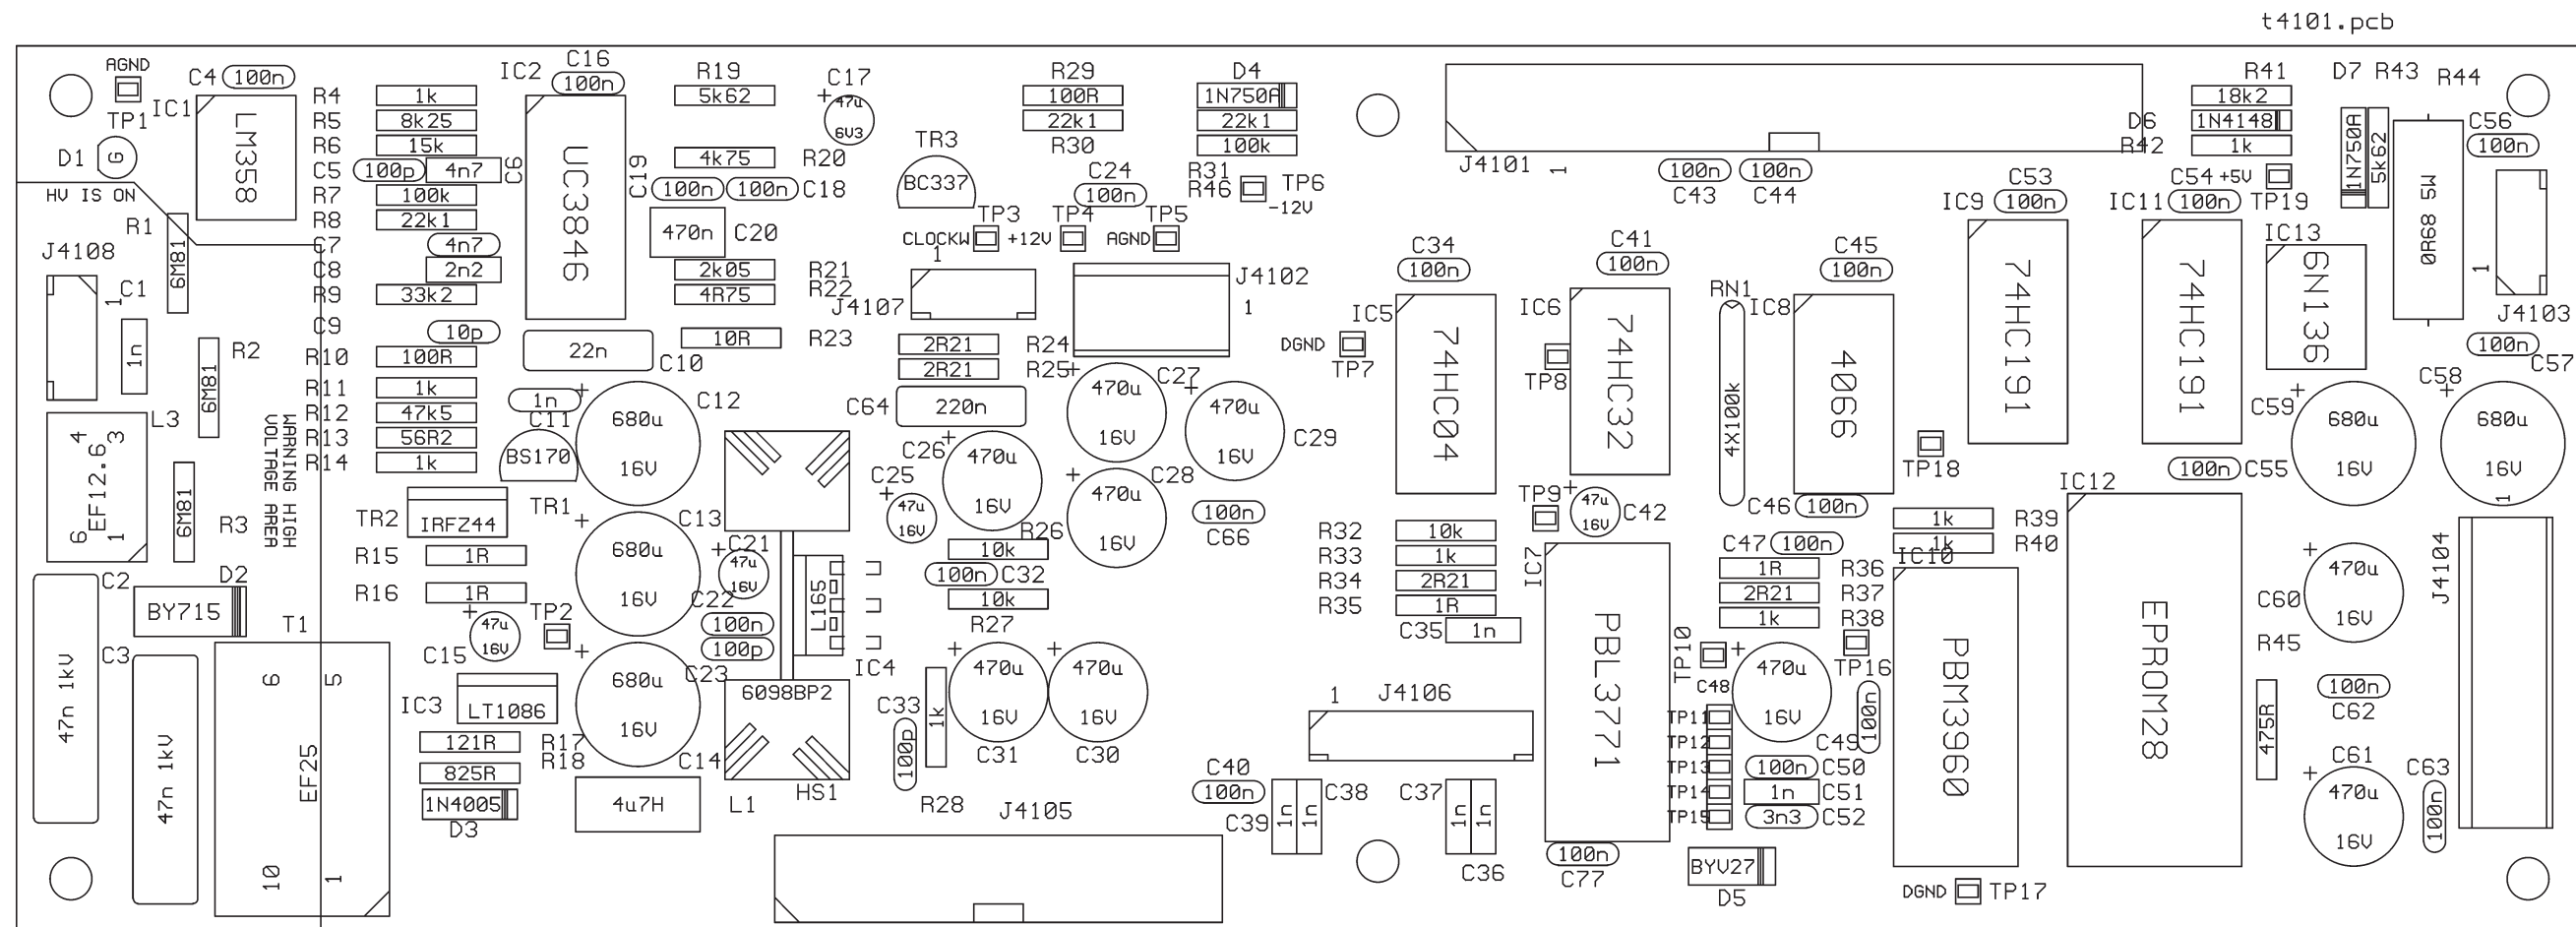 t4101.pcb
AGND
TP1
D1
G
HV IS ON
C4 100n
IC1
LM358
R4 1k
R5 8k25
R6 15k
C5 100p 4n7 C6
R7 100k
R8 22k1
C7 4n7
C8 2n2
R9 33k2
C9 10p
R10 100R
R11 1k
R12 47k5
R13 56R2
R14 1k
R1
6M81
J4108
1
C1
1n
R2
6M81
L3
4 3
EF12.6
6 1
6M81
R3
WARNING HIGH
VOLTAGE AREA
C2
47n 1kV
C3
47n 1kV
D2
BY715
T1
6 5
EF25
10 1
IC2
C16
100n
UC3846
C19
100n
100n C18
R19
5k62
4k75 R20
470n C20
2k05 R21
4R75 R22
10R R23
22n C10
1n
C11
BS170
TR1
TR2
IRFZ44
R15 1R
R16 1R
+
47u
16V
C15
TP2
IC3
LT1086
121R R17
825R R18
1N4005
D3
+
680u
16V
C12
+
680u
16V
C13
+
680u
16V
C14
4u7H L1
C17
+
47u
6V3
TR3
BC337
R29
100R
22k1
R30
D4
1N750A
22k1
100k
R31
R46
TP6
-12V
C24
100n
TP3
CLOCKW
TP4
+12V
TP5
AGND
1
J4107
J4102
1
2R21 R24
2R21 R25
C64 220n
+
470u
16V
C27
+
470u
16V
C29
C26
+
470u
16V
C25
+
47u
16V
+
470u
16V
C28
100n
C66
R26
10k
100n C32
10k
R27
C21
+
47u
16V
C22
100n
100p
C23
L165
IC4
6098BP2
HS1
C33
100p
1k
R28
+
470u
16V
C31
+
470u
16V
C30
J4105
C40
100n
C39
1n 1n
C38
C37
1n 1n
C36
1
J4106
J4101
1
100n
C43
100n
C44
C34
100n
IC5
74HC04
DGND
TP7
C41
100n
IC6
74HC32
TP8
RN1
4X100k
C45
100n
IC8
4066
C46 100n
TP9
+
47u
16V
C42
R32 10k
R33 1k
R34 2R21
R35 1R
C35 1n
IC7
PBL3771
100n
C77
C47 100n
1R R36
2R21 R37
1k R38
TP10
TP16
C48
+
470u
16V
C49
100n
TP11
TP12
TP13
TP14
TP15
100n C50
1n C51
3n3 C52
BYV27
D5
TP18
1k R39
1k R40
IC10
PBM3960
DGND TP17
IC9
C53
100n
74HC191
IC11
C54 +5V
100n
TP19
74HC191
R41
18k2
D6 1N4148
R42 1k
D7 R43
1N750A
5k62
R44
0R68 5W
C56
100n
1
J4103
IC13
6N136
100n
C57
C58
+
680u
16V
C59
+
680u
16V
1
100n C55
IC12
EPROM28
J4104
+
470u
16V
C60
R45
475R
100n
C62
C61
+
470u
16V
C63
100n